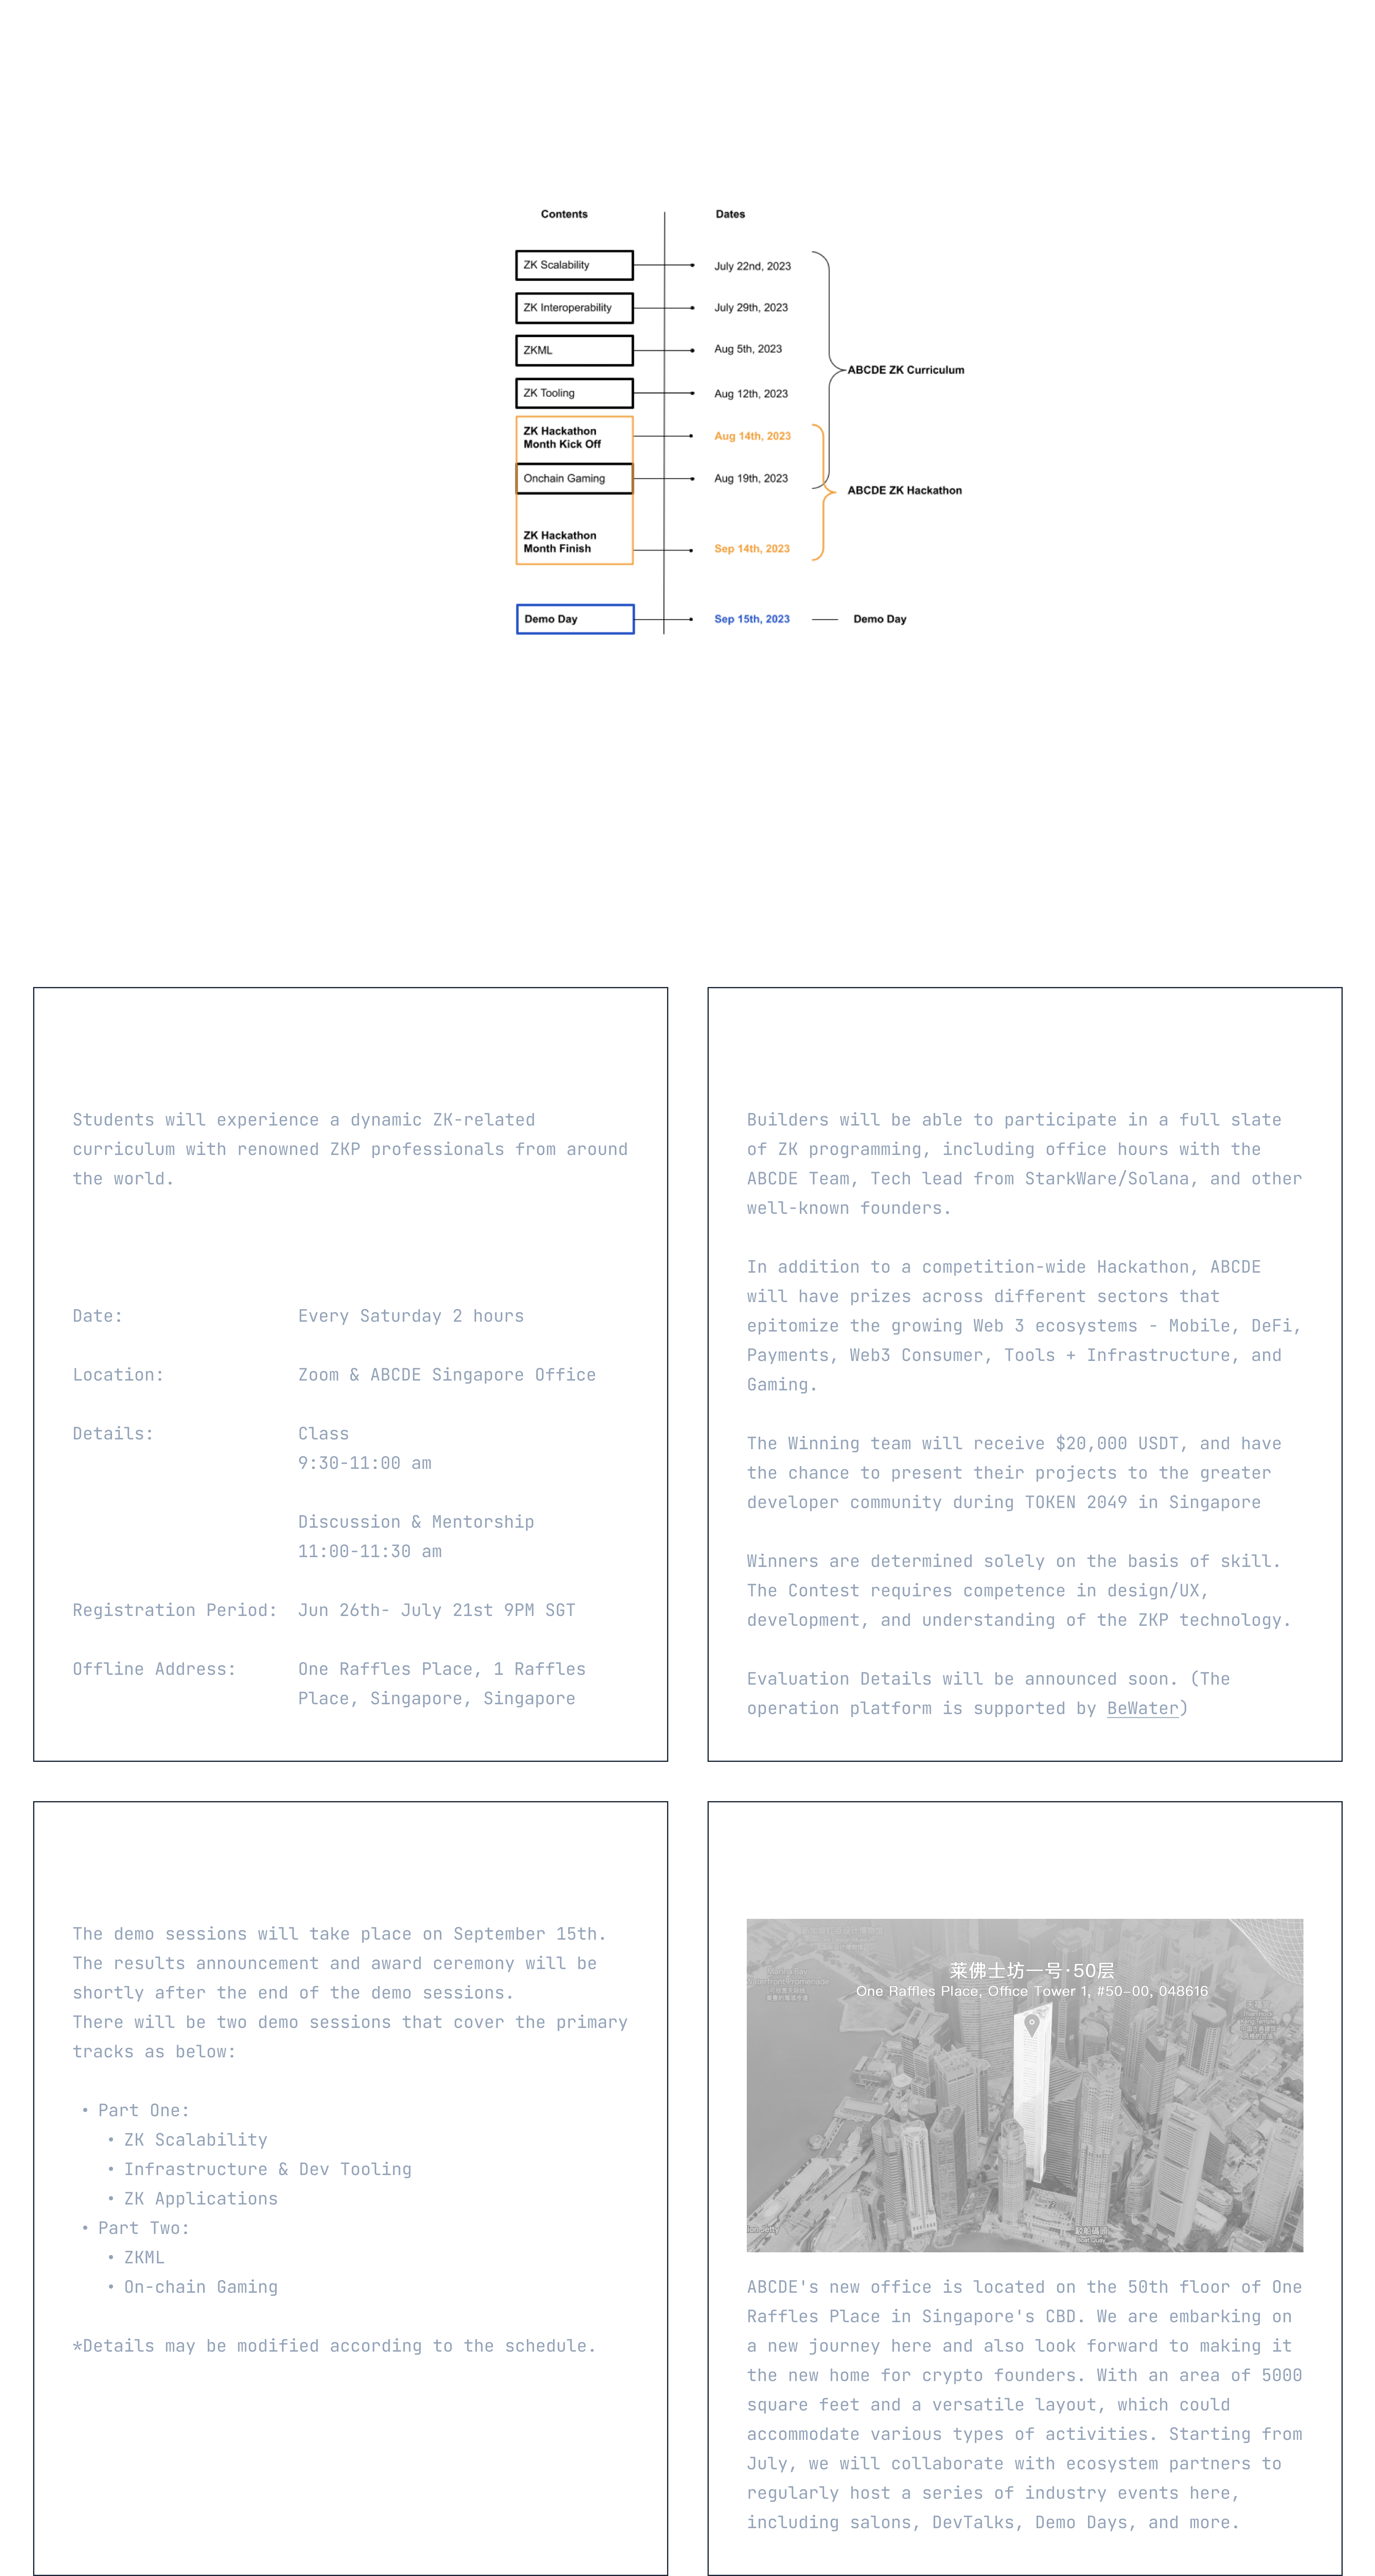 Contents Dates
ZK Scalability July 22nd, 2023
ZK Interoperability July 29th, 2023
ZKML Aug 5th, 2023
ABCDE ZK Curriculum
ZK Tooling Aug 12th, 2023
ZK Hackathon
Month Kick Off
Aug 14th, 2023
Onchain Gaming Aug 19th, 2023
ABCDE ZK Hackathon
ZK Hackathon
Month Finish
Sep 14th, 2023
Demo Day Sep 15th, 2023 Demo Day
Students will experience a dynamic ZK-related
curriculum with renowned ZKP professionals from around
the world.
Date: Every Saturday 2 hours
Location: Zoom & ABCDE Singapore Office
Details: Class
9:30-11:00 am
Discussion & Mentorship
11:00-11:30 am
Registration Period: Jun 26th- July 21st 9PM SGT
Offline Address: One Raffles Place, 1 Raffles
Place, Singapore, Singapore
Builders will be able to participate in a full slate
of ZK programming, including office hours with the
ABCDE Team, Tech lead from StarkWare/Solana, and other
well-known founders.
In addition to a competition-wide Hackathon, ABCDE
will have prizes across different sectors that
epitomize the growing Web 3 ecosystems - Mobile, DeFi,
Payments, Web3 Consumer, Tools + Infrastructure, and
Gaming.
The Winning team will receive $20,000 USDT, and have
the chance to present their projects to the greater
developer community during TOKEN 2049 in Singapore
Winners are determined solely on the basis of skill.
The Contest requires competence in design/UX,
development, and understanding of the ZKP technology.
Evaluation Details will be announced soon. (The
operation platform is supported by BeWater)
The demo sessions will take place on September 15th.
The results announcement and award ceremony will be
shortly after the end of the demo sessions.
There will be two demo sessions that cover the primary
tracks as below:
• Part One:
• ZK Scalability
• Infrastructure & Dev Tooling
• ZK Applications
• Part Two:
• ZKML
• On-chain Gaming
*Details may be modified according to the schedule.
莱佛士坊一号·50层
One Raffles Place, Office Tower 1, #50-00, 048616
駁船碼頭
Boat Quay
ABCDE's new office is located on the 50th floor of One
Raffles Place in Singapore's CBD. We are embarking on
a new journey here and also look forward to making it
the new home for crypto founders. With an area of 5000
square feet and a versatile layout, which could
accommodate various types of activities. Starting from
July, we will collaborate with ecosystem partners to
regularly host a series of industry events here,
including salons, DevTalks, Demo Days, and more.